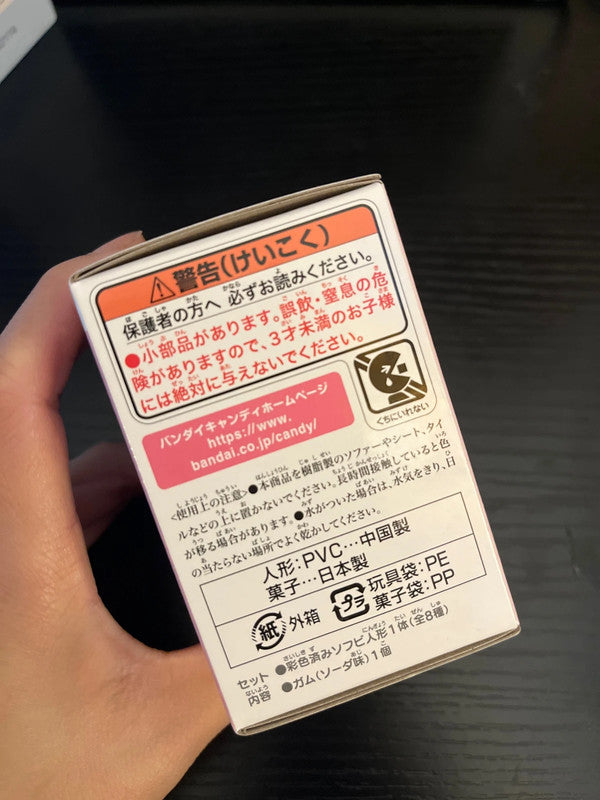 ⚠警告(けいこく)
保護者の方へ 必ずお読みください。
●小部品があります。誤飲・窒息の危
険がありますので、3才未満のお子様
には絶対に与えないでください。
くちにいれない
バンダイキャンディホームページ
https://www.
bandai.co.jp/candy/
<使用上の注意>●本商品を樹脂製のソファーやシート、タイ
ルなどの上に置かないでください。長時間接触していると色
が移る場合があります。●水がついた場合は、水気をきり、日
の当たらない場所でよく乾かしてください。
人形:PVC…中国製
菓子…日本製
紙 外箱
プラ 玩具袋:PE
菓子袋:PP
セット内容
●彩色済みソフビ人形1体(全8種)
●ガム(ソーダ味)1個